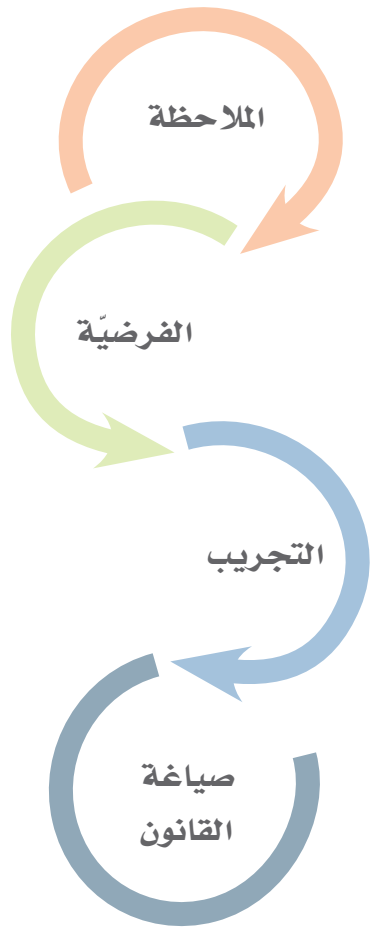 الملاحظة
الفرضيّة
التجريب
صياغة
القانون